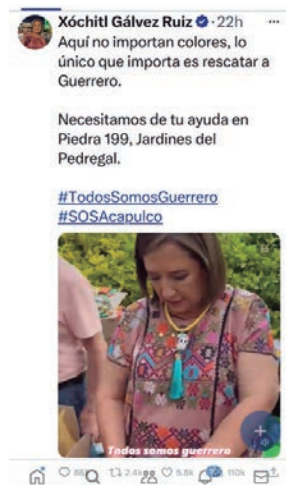 Xóchitl Gálvez Ruiz · 22h ...
Aquí no importan colores, lo
único que importa es rescatar a
Guerrero.
Necesitamos de tu ayuda en
Piedra 199, Jardines del
Pedregal.
#TodosSomosGuerrero
#SOSAcapulco
Todos somos guerrero
2.4k 5.8k 110k